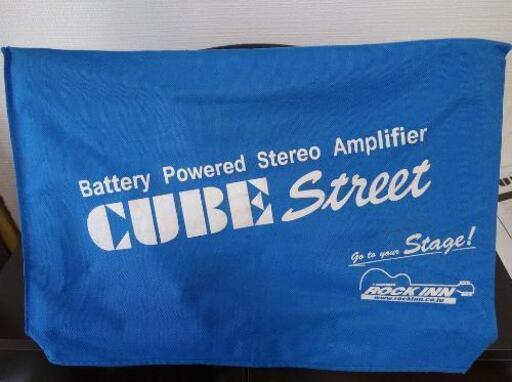 Battery Powered Stereo Amplifier
CUBE Street
Go to your Stage!
ROCK INN
www.rockinn.co.jp